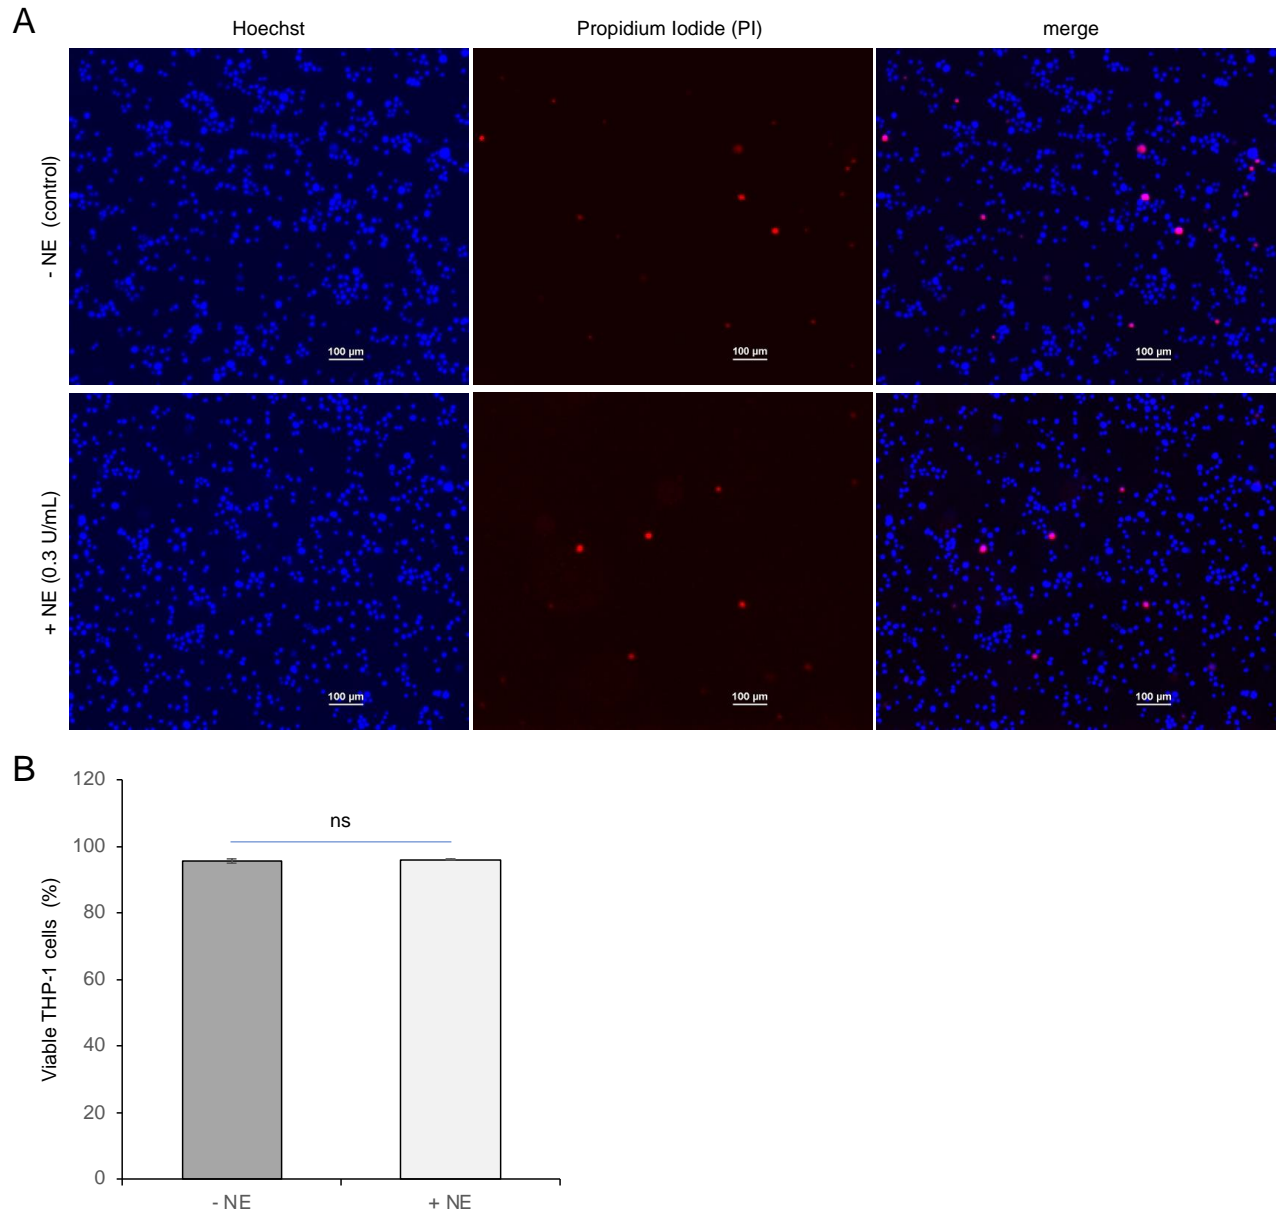 A
Hoechst
Propidium Iodide (PI)
merge
- NE (control)
100 µm
100 µm
100 µm
+ NE (0.3 U/mL)
100 µm
100 µm
100 µm
B
Viable THP-1 cells (%)
120
100
80
60
40
20
0
ns
- NE
+ NE